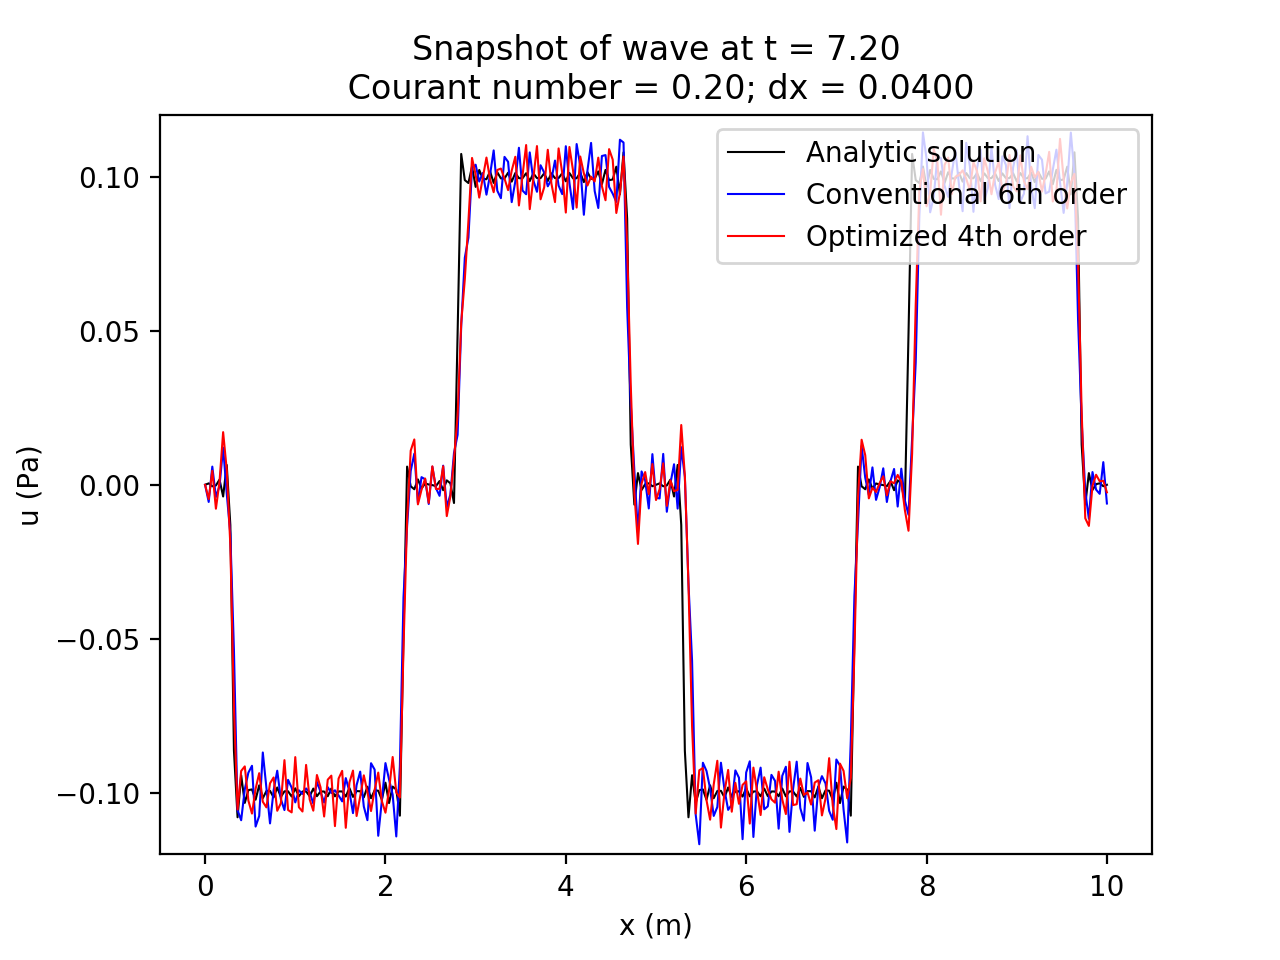 Snapshot of wave at t = 7.20
Courant number = 0.20; dx = 0.0400
Analytic solution
Conventional 6th order
Optimized 4th order
u (Pa)
0.10
0.05
0.00
−0.05
−0.10
0 2 4 6 8 10
x (m)